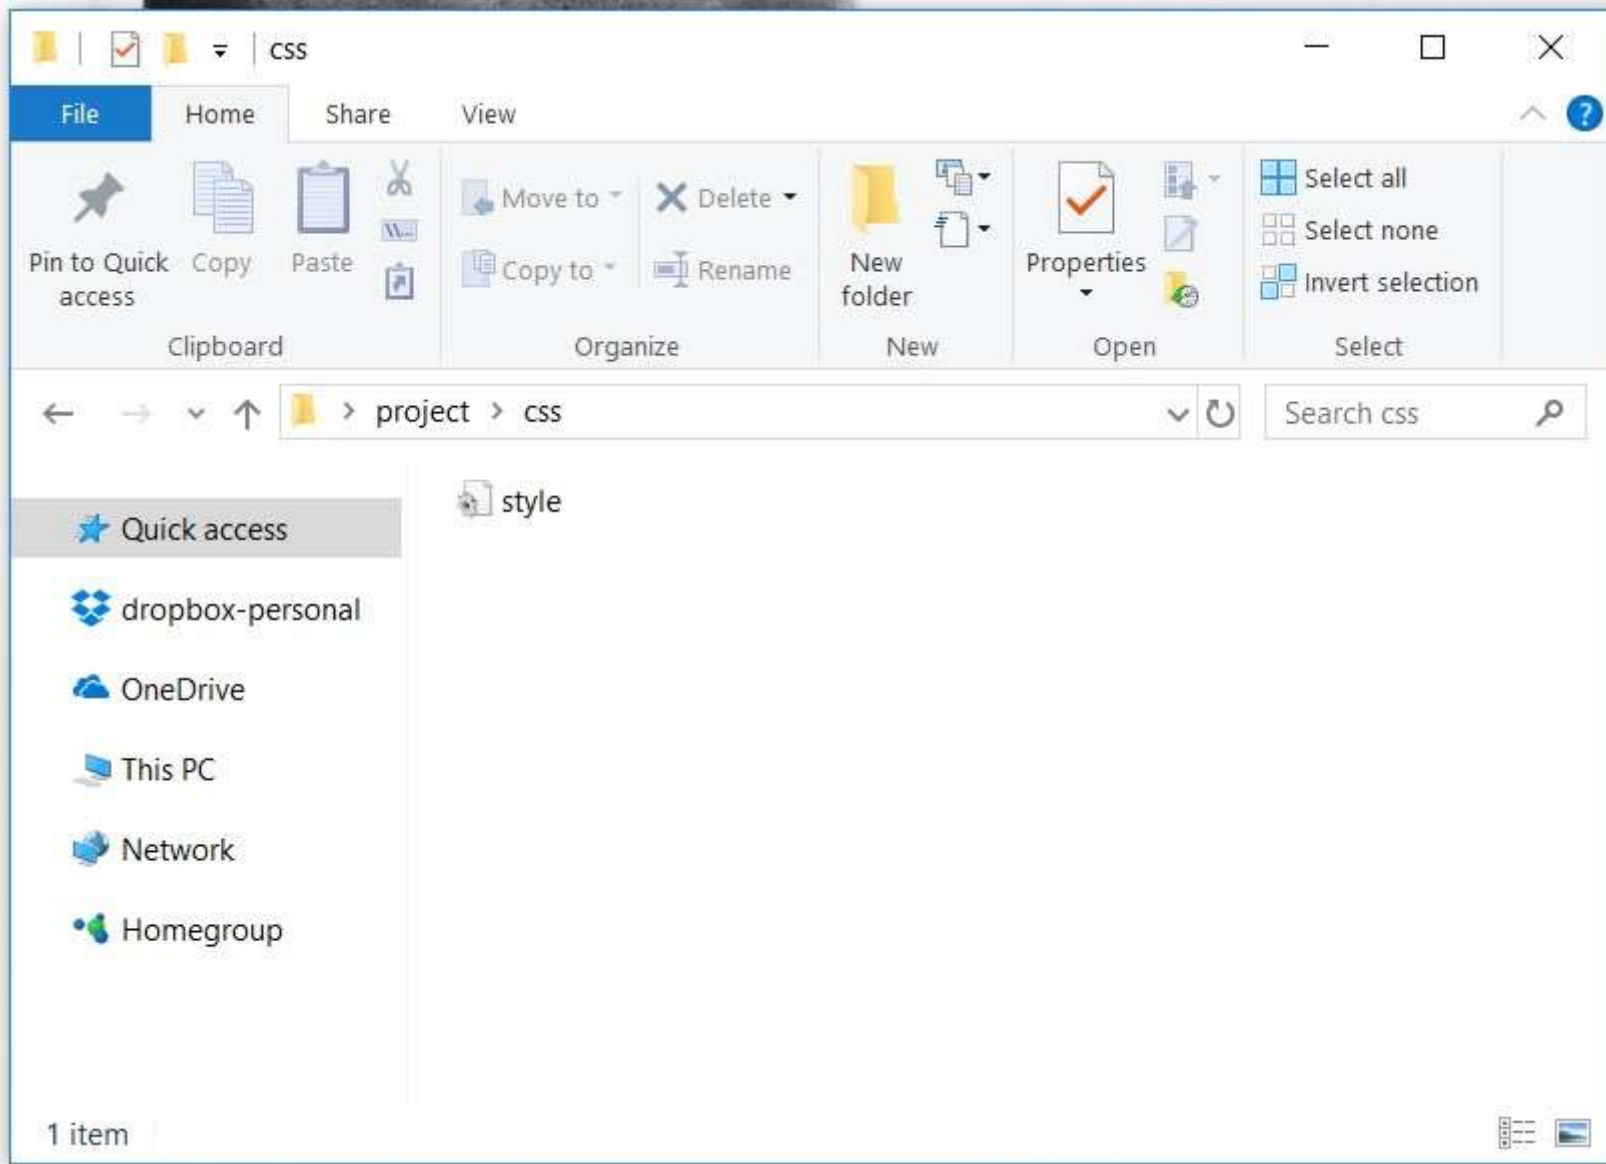 css
File Home Share View
Pin to Quick access
Copy
Paste
Clipboard
Move to
Delete
Copy to
Rename
Organize
New folder
New
Properties
Open
Select all
Select none
Invert selection
Select
project > css
Search css
Quick access
dropbox-personal
OneDrive
This PC
Network
Homegroup
style
1 item